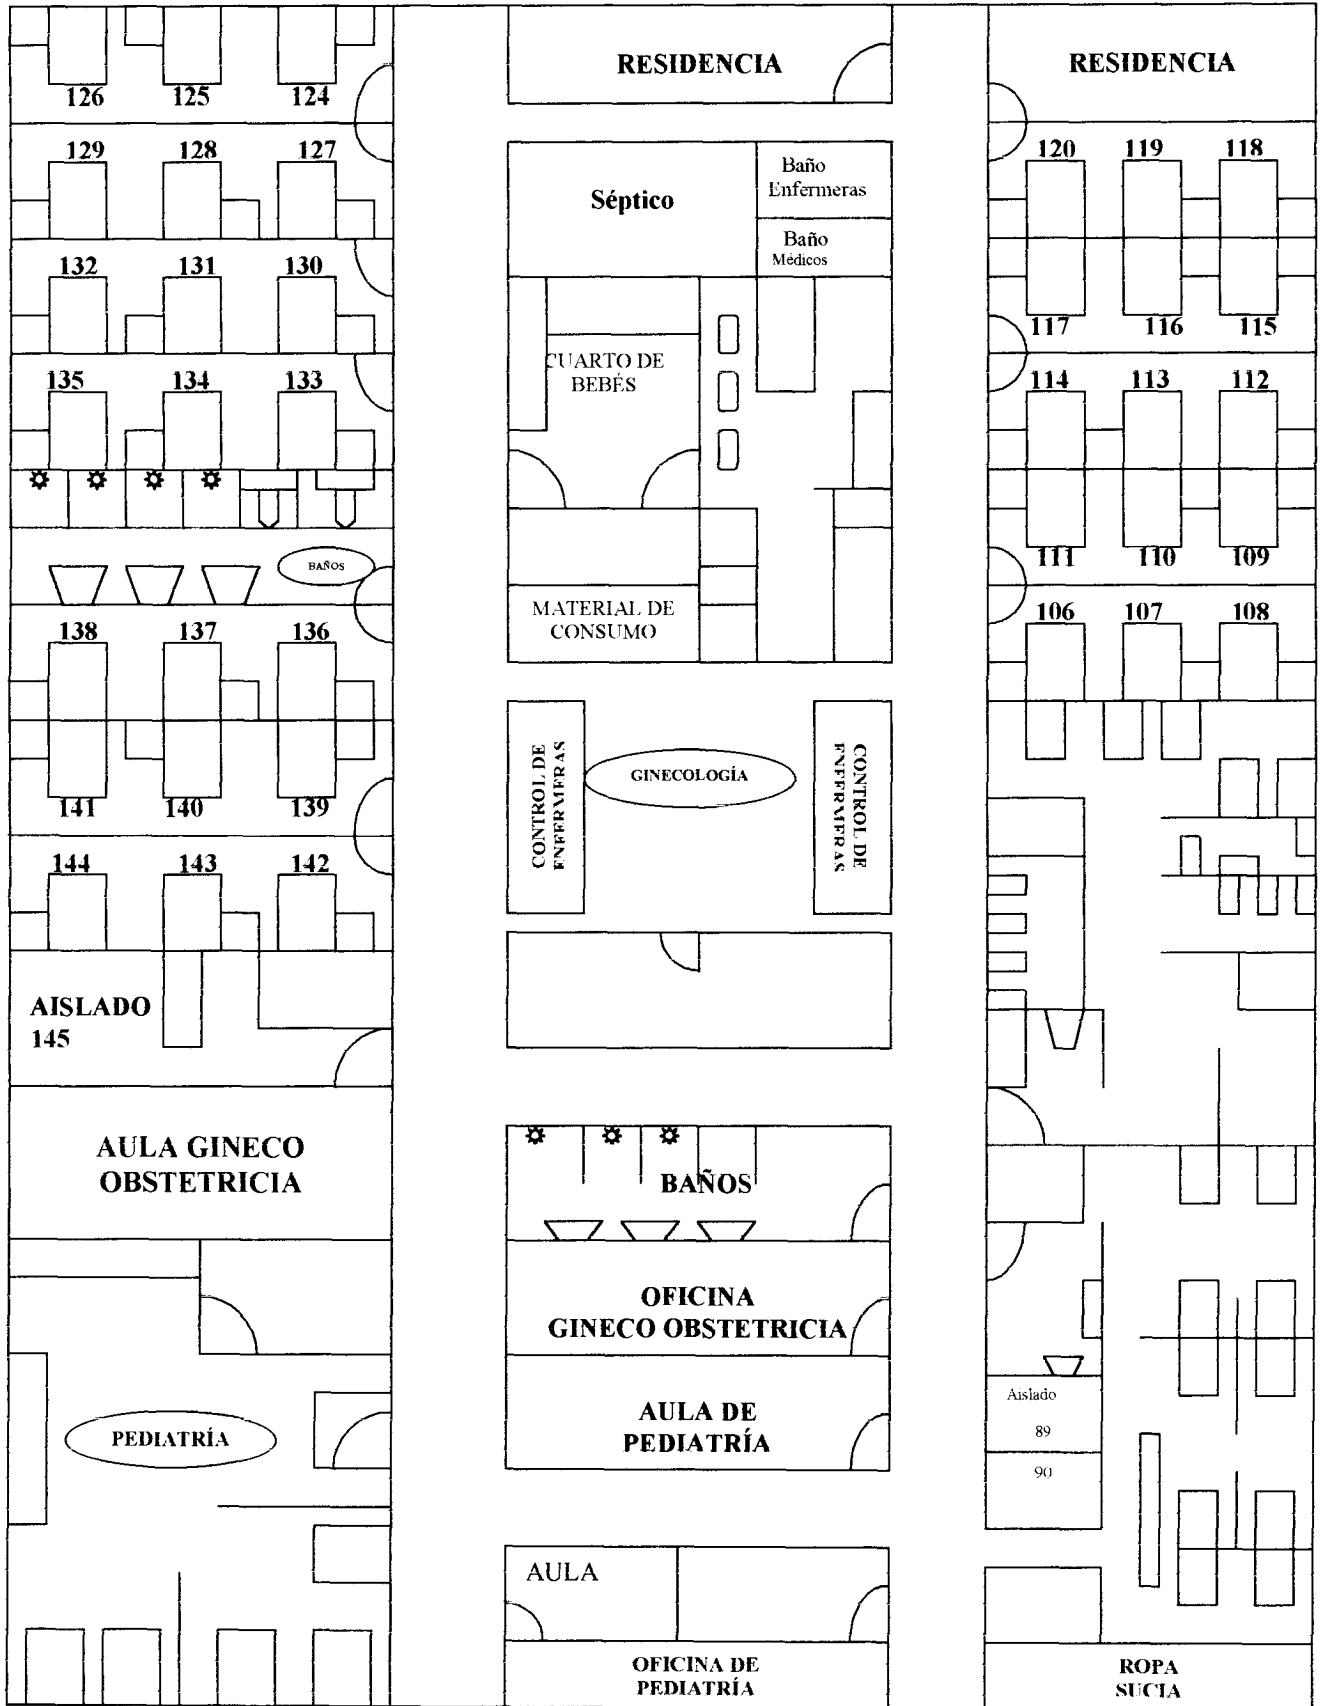 126 125 124
129 128 127
132 131 130
135 134 133
BAÑOS
138 137 136
141 140 139
144 143 142
AISLADO
145
AULA GINECO
OBSTETRICIA
PEDIATRÍA
RESIDENCIA
Séptico
Baño
Enfermeras
Baño
Médicos
CUARTO DE
BEBÉS
MATERIAL DE
CONSUMO
CONTROL DE
ENFERMERAS
GINECOLOGÍA
CONTROL DE
ENFERMERAS
BAÑOS
OFICINA
GINECO OBSTETRICIA
AULA DE
PEDIATRÍA
AULA
OFICINA DE
PEDIATRÍA
RESIDENCIA
120 119 118
117 116 115
114 113 112
111 110 109
106 107 108
Aislado
89
90
ROPA
SUCIA